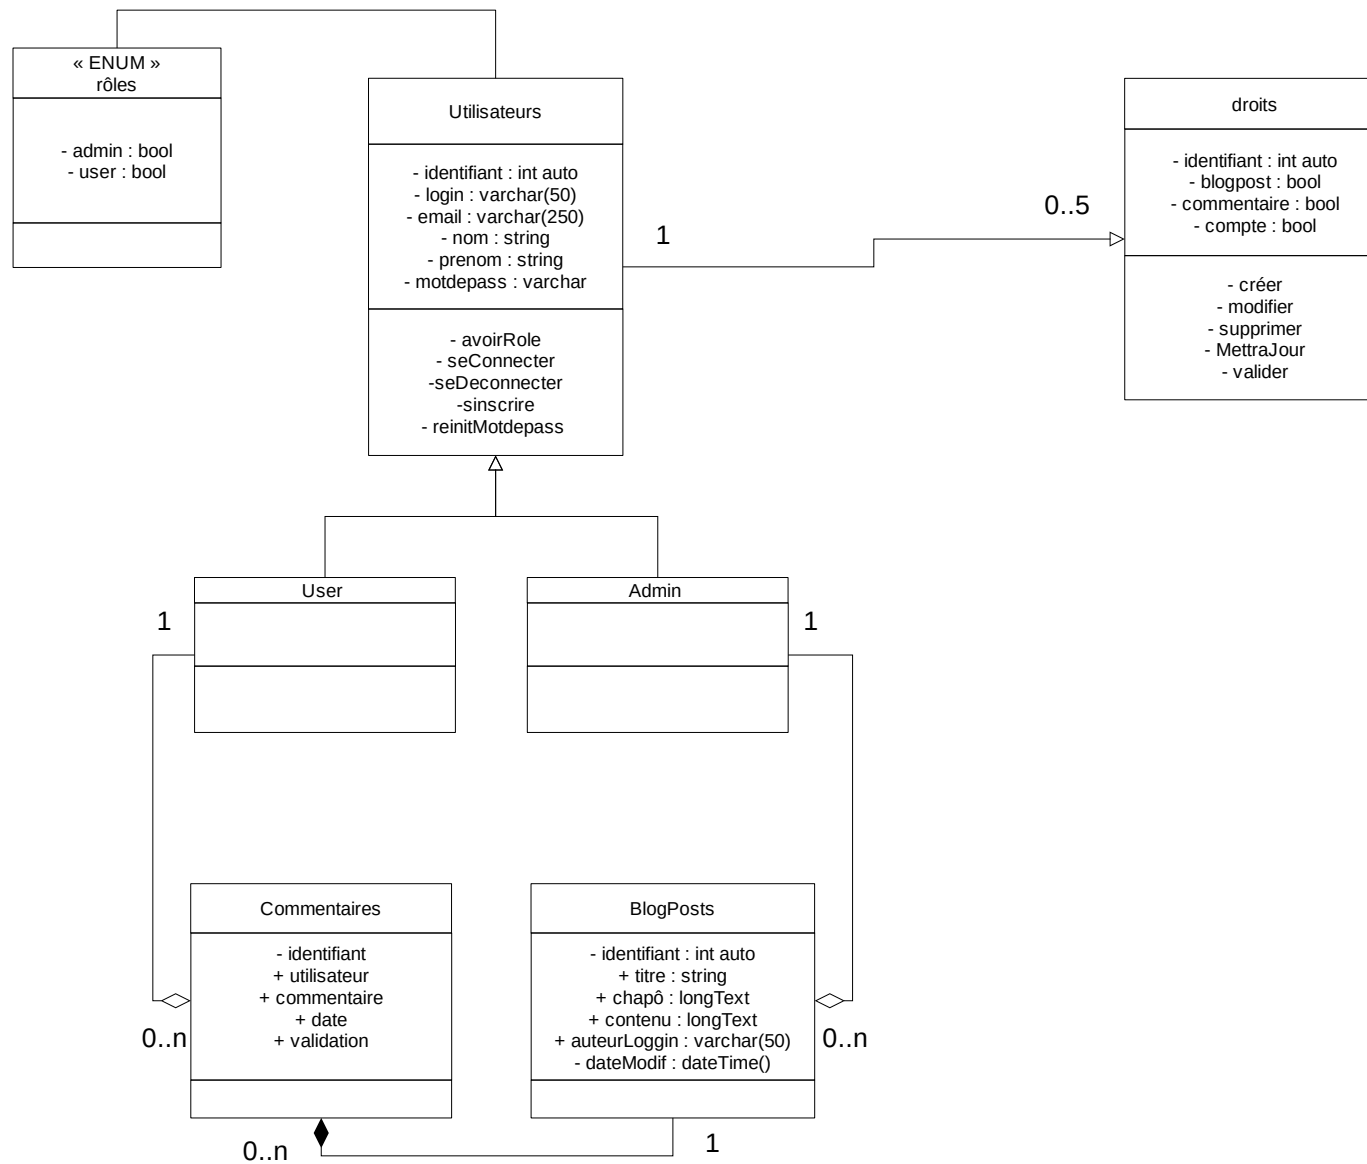 « ENUM »
rôles
- admin : bool
- user : bool
Utilisateurs
- identifiant : int auto
- login : varchar(50)
- email : varchar(250)
- nom : string
- prenom : string
- motdepass : varchar
- avoirRole
- seConnecter
-seDeconnecter
-sinscrire
- reinitMotdepass
1
0..5
droits
- identifiant : int auto
- blogpost : bool
- commentaire : bool
- compte : bool
- créer
- modifier
- supprimer
- MettraJour
- valider
User
Admin
1
1
Commentaires
- identifiant
+ utilisateur
+ commentaire
+ date
+ validation
0..n
BlogPosts
- identifiant : int auto
+ titre : string
+ chapô : longText
+ contenu : longText
+ auteurLoggin : varchar(50)
- dateModif : dateTime()
0..n
0..n
1